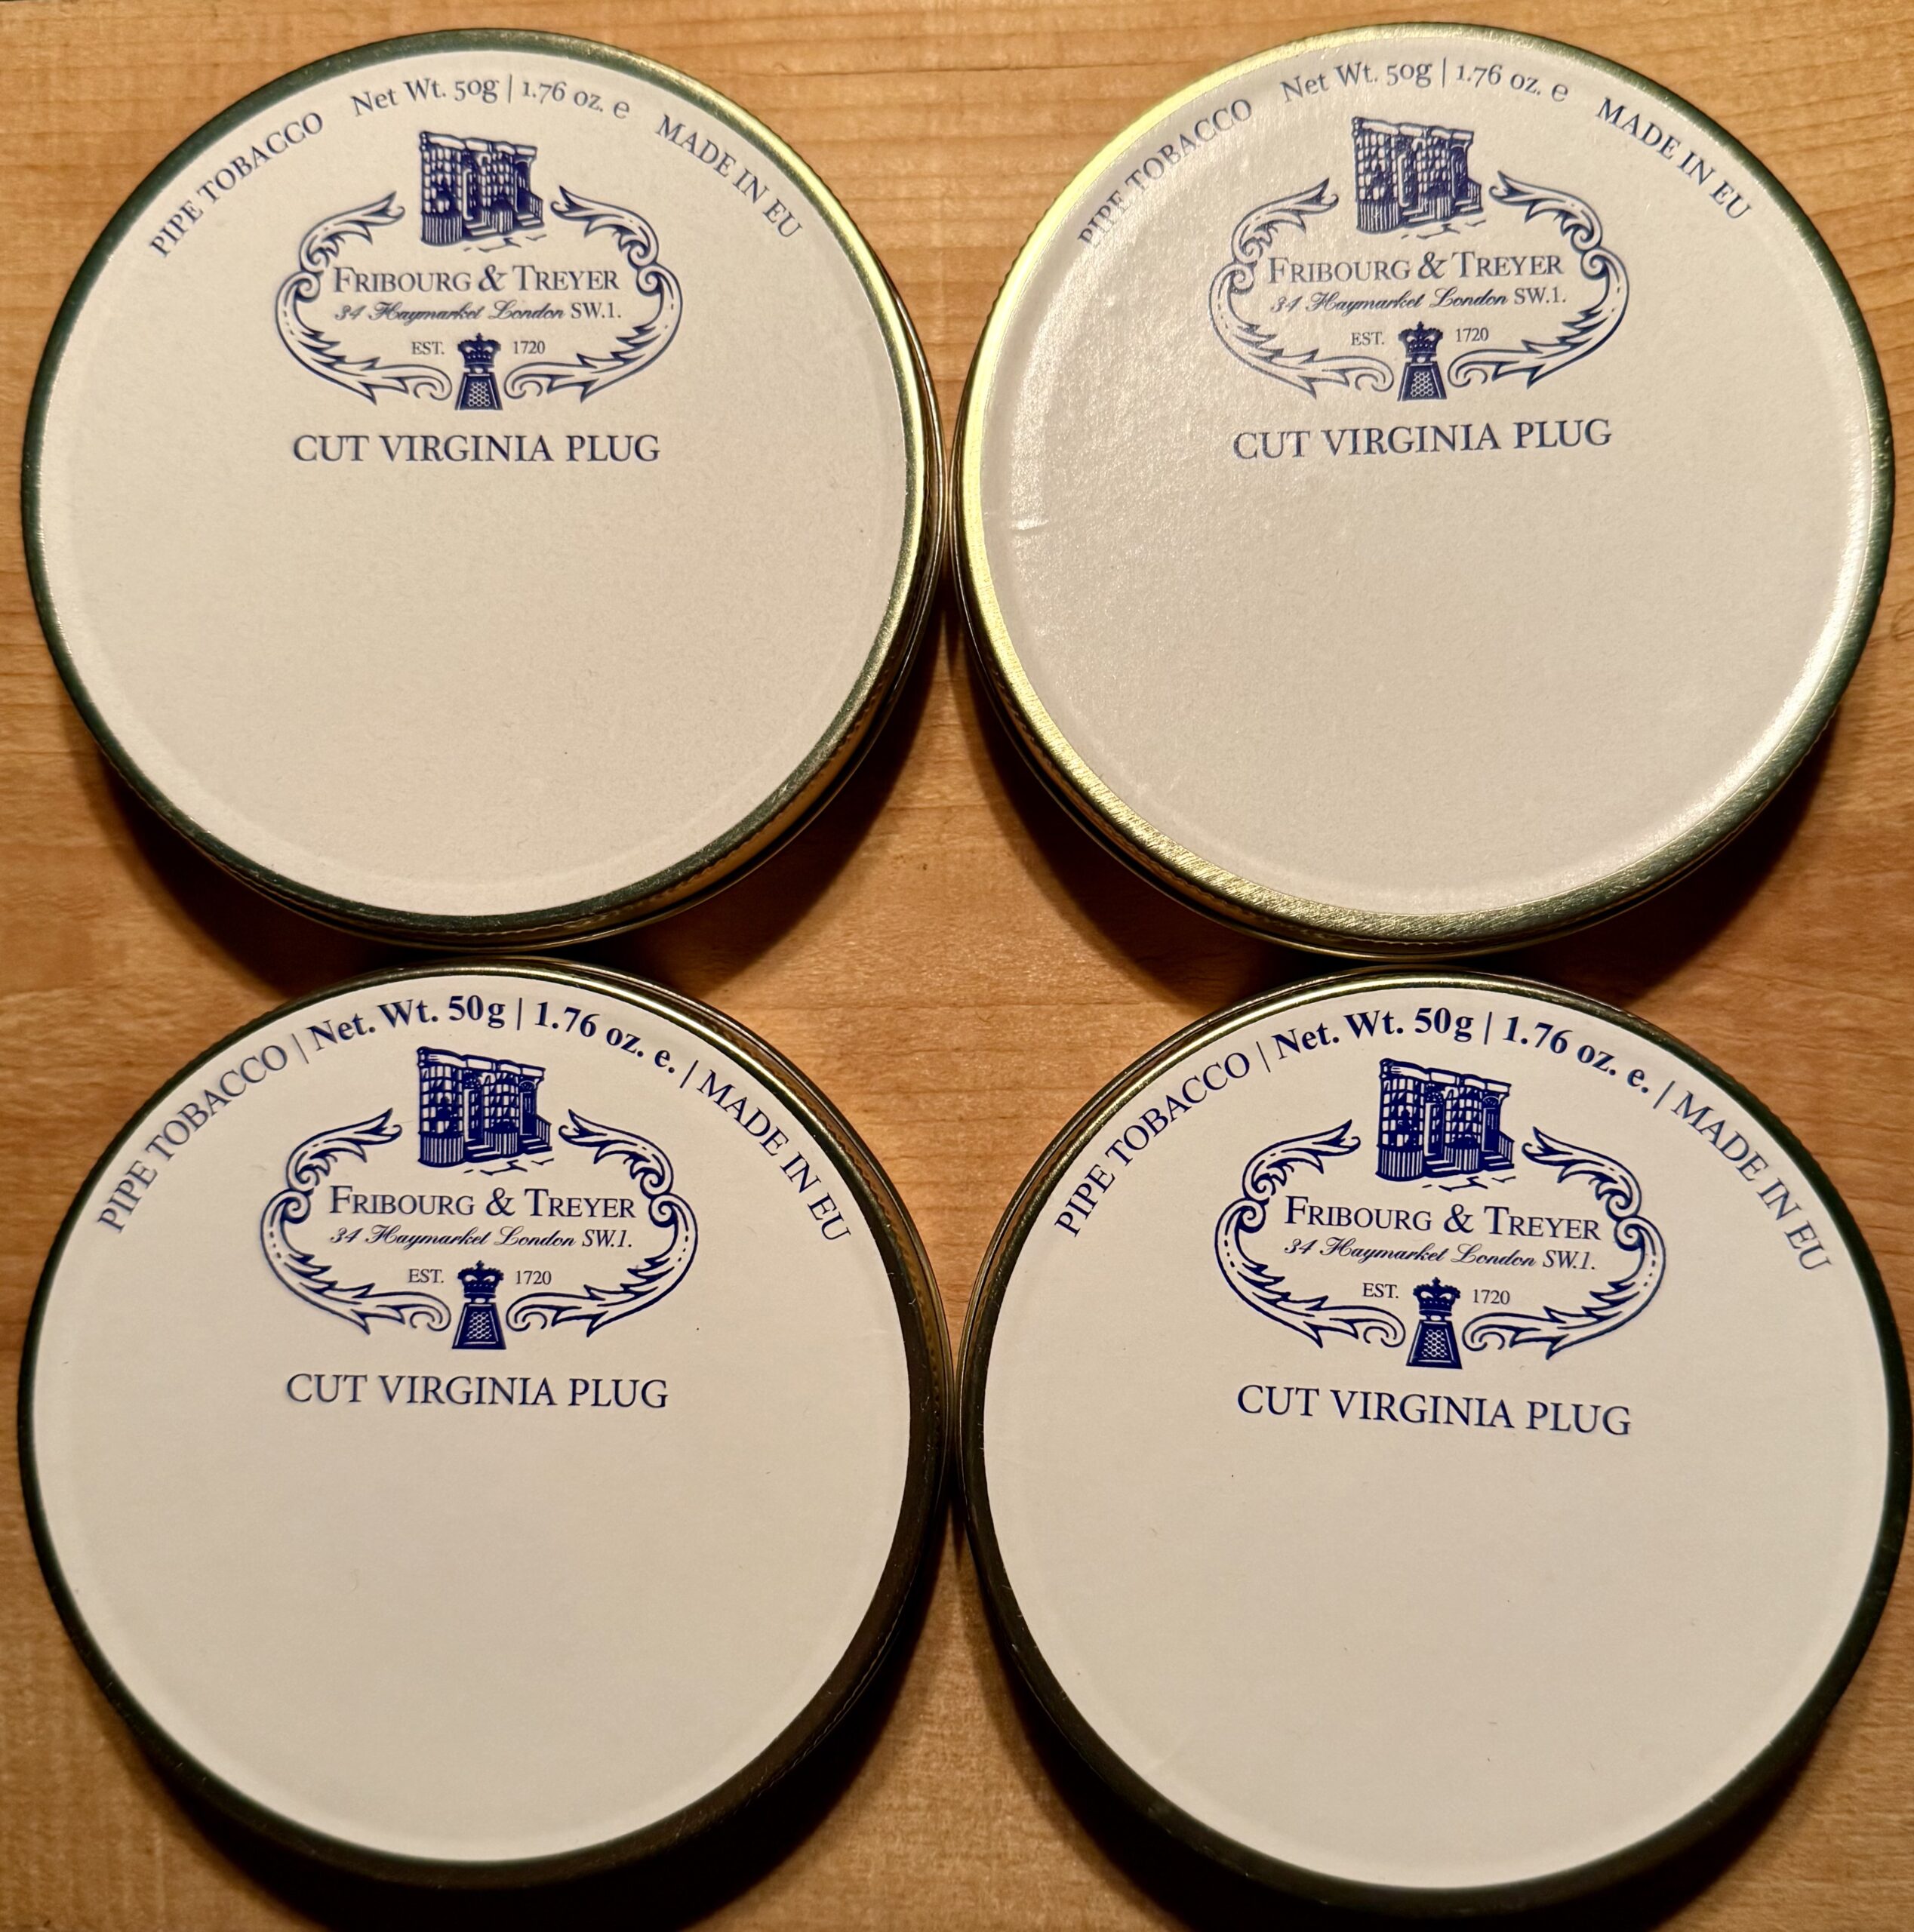 PIPE TOBACCO Net Wt. 50g | 1.76 oz. e MADE IN EU
FRIBOURG & TREYER
34 Haymarket London SW.1.
EST. 1720
CUT VIRGINIA PLUG
PIPE TOBACCO Net Wt. 50g | 1.76 oz. e MADE IN EU
FRIBOURG & TREYER
34 Haymarket London SW.1.
EST. 1720
CUT VIRGINIA PLUG
PIPE TOBACCO | Net. Wt. 50g | 1.76 oz. e. | MADE IN EU
FRIBOURG & TREYER
34 Haymarket London SW.1.
EST. 1720
CUT VIRGINIA PLUG
PIPE TOBACCO | Net. Wt. 50g | 1.76 oz. e. | MADE IN EU
FRIBOURG & TREYER
34 Haymarket London SW.1.
EST. 1720
CUT VIRGINIA PLUG